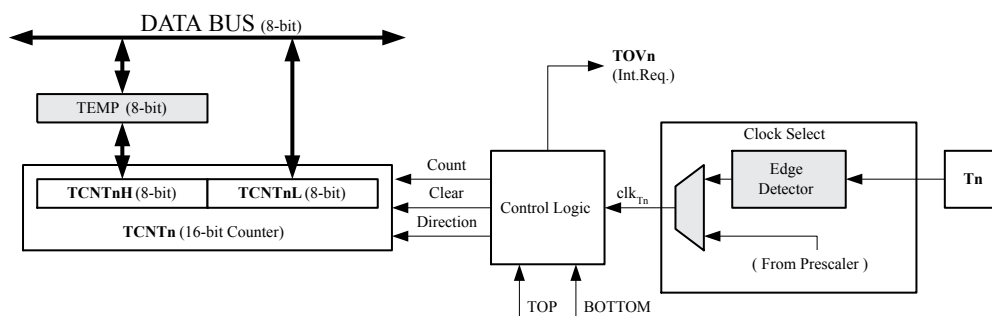 DATA BUS (8-bit)
TOVn
(Int.Req.)
TEMP (8-bit)
Clock Select
Count
Edge
Detector
Tn
TCNTnH (8-bit) TCNTnL (8-bit)
Clear
Control Logic
clkTn
Direction
TCNTn (16-bit Counter)
( From Prescaler )
TOP
BOTTOM